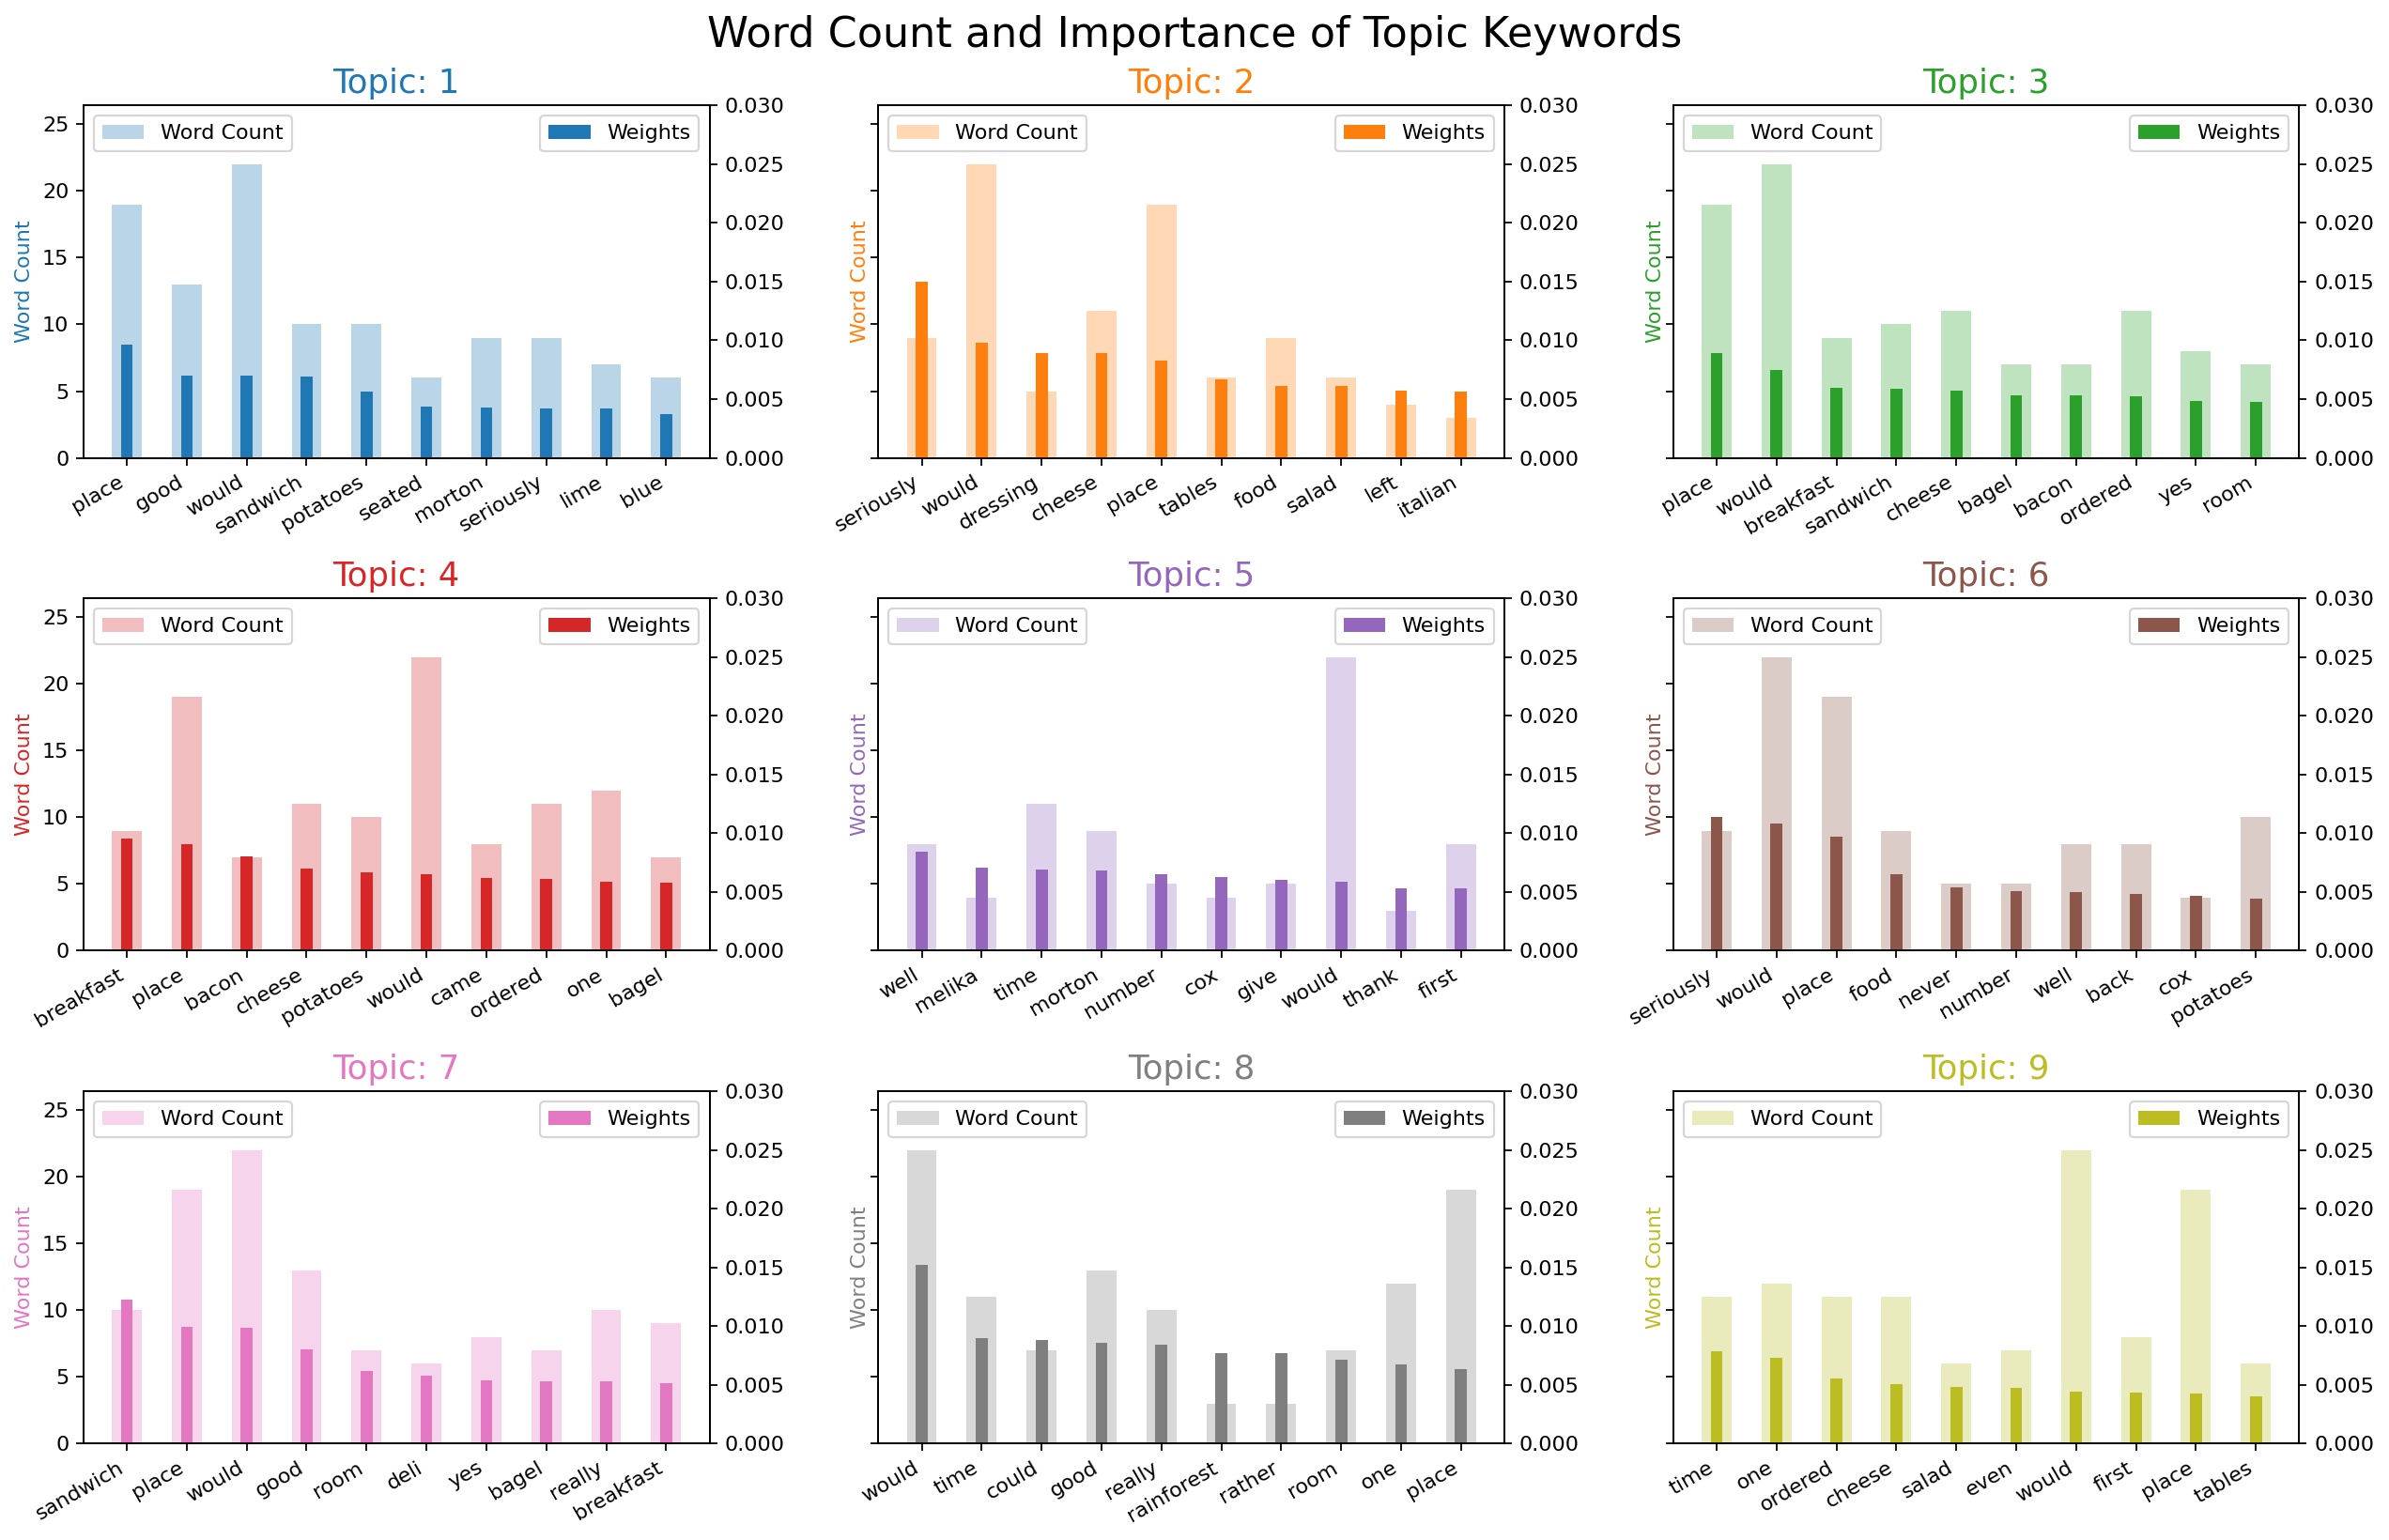 Word Count and Importance of Topic Keywords
Topic: 1
Word Count
Weights
Word Count
25
20
15
10
5
0
0.030
0.025
0.020
0.015
0.010
0.005
0.000
place good would sandwich potatoes seated morton seriously lime blue
Topic: 2
Word Count
Weights
Word Count
0.030
0.025
0.020
0.015
0.010
0.005
0.000
seriously would dressing cheese place tables food salad left italian
Topic: 3
Word Count
Weights
Word Count
0.030
0.025
0.020
0.015
0.010
0.005
0.000
place would breakfast sandwich cheese bagel bacon ordered yes room
Topic: 4
Word Count
Weights
Word Count
25
20
15
10
5
0
0.030
0.025
0.020
0.015
0.010
0.005
0.000
breakfast place bacon cheese potatoes would came ordered one bagel
Topic: 5
Word Count
Weights
Word Count
0.030
0.025
0.020
0.015
0.010
0.005
0.000
well melika time morton number cox give would thank first
Topic: 6
Word Count
Weights
Word Count
0.030
0.025
0.020
0.015
0.010
0.005
0.000
seriously would place food never number well back cox potatoes
Topic: 7
Word Count
Weights
Word Count
25
20
15
10
5
0
0.030
0.025
0.020
0.015
0.010
0.005
0.000
sandwich place would good room deli yes bagel really breakfast
Topic: 8
Word Count
Weights
Word Count
0.030
0.025
0.020
0.015
0.010
0.005
0.000
would time could good really rainforest rather room one place
Topic: 9
Word Count
Weights
Word Count
0.030
0.025
0.020
0.015
0.010
0.005
0.000
time one ordered cheese salad even would first place tables